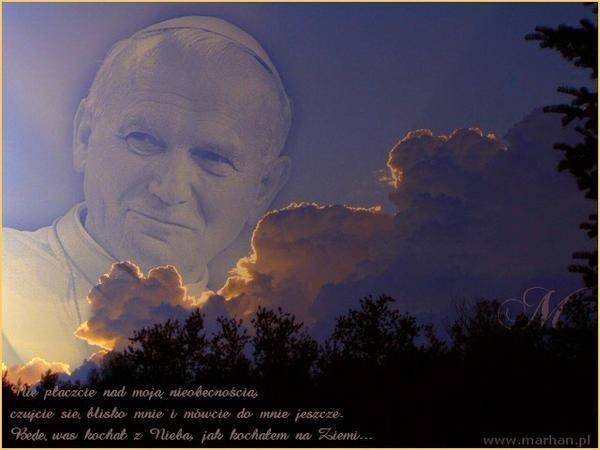 Nie płaczcie nad moją nieobecnością,
czujcie się blisko mnie i mówcie do mnie jeszcze.
Będę was kochał z Nieba, jak kochałem na Ziemi...
M
www.marhan.pl